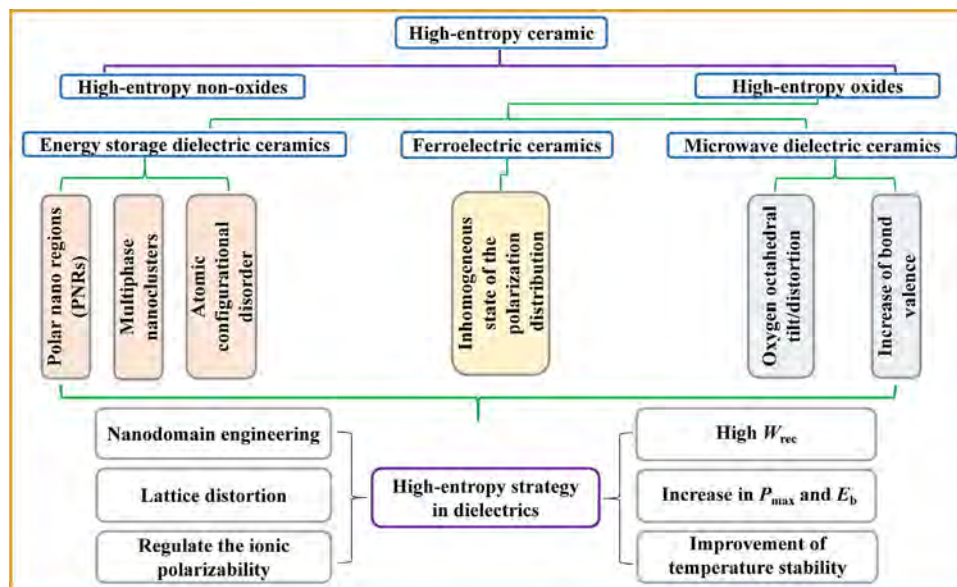 High-entropy ceramic
High-entropy non-oxides
High-entropy oxides
Energy storage dielectric ceramics
Ferroelectric ceramics
Microwave dielectric ceramics
Polar nano regions
(PNRs)
Multiphase
nanoclusters
Atomic
configurational
disorder
Inhomogeneous
state of the
polarization
distribution
Oxygen octahedral
tilt/distortion
Increase of bond
valence
Nanodomain engineering
Lattice distortion
Regulate the ionic
polarizability
High-entropy strategy
in dielectrics
High Wrec
Increase in Pmax and Eb
Improvement of
temperature stability